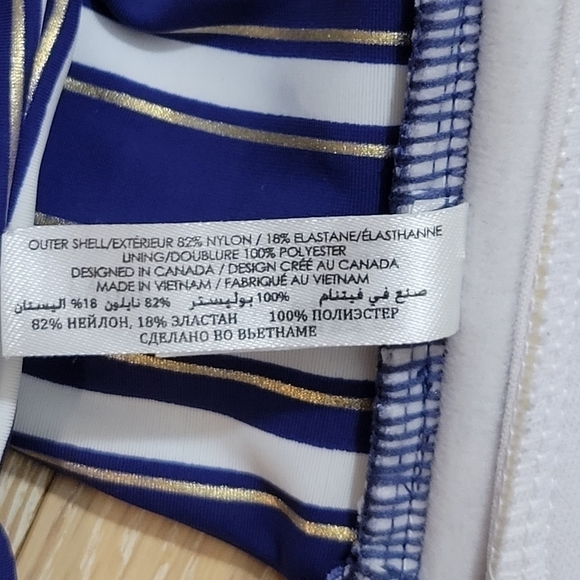 OUTER SHELL/EXTÉRIEUR 82% NYLON / 18% ELASTANE/ÉLASTHANNE
LINING/DOUBLURE 100% POLYESTER
DESIGNED IN CANADA / DESIGN CRÉÉ AU CANADA
MADE IN VIETNAM / FABRIQUÉ AU VIETNAM
صنع في فيتنام 100% بوليستر 82% نايلون 18% اليستان
82% НЕЙЛОН, 18% ЭЛАСТАН 100% ПОЛИЭСТЕР
СДЕЛАНО ВО ВЬЕТНАМЕ